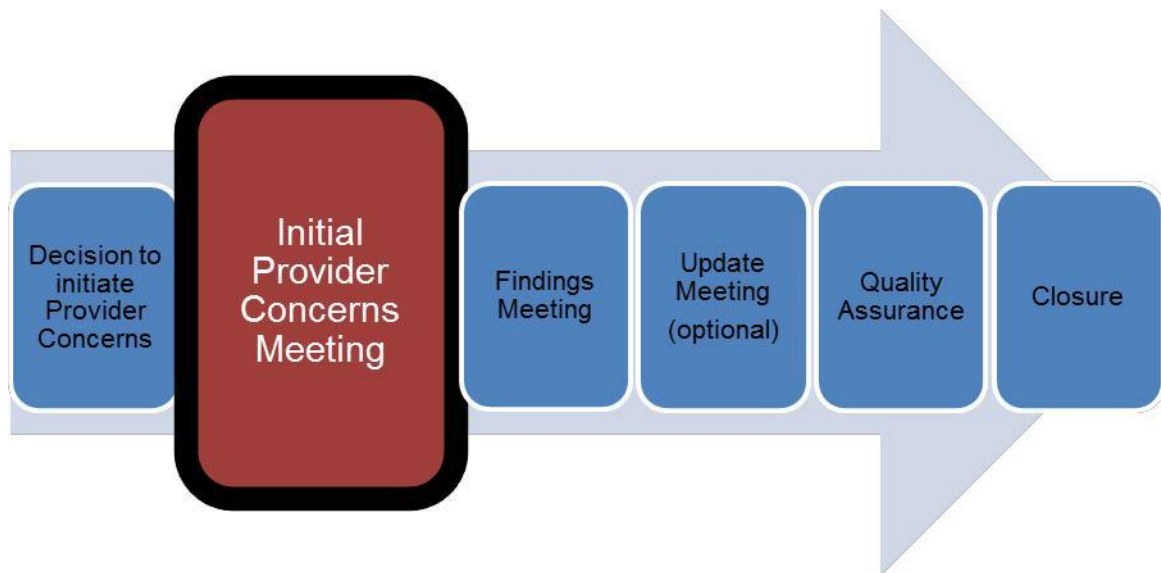 Decision to
initiate
Provider
Concerns
Initial
Provider
Concerns
Meeting
Findings
Meeting
Update
Meeting
(optional)
Quality
Assurance
Closure